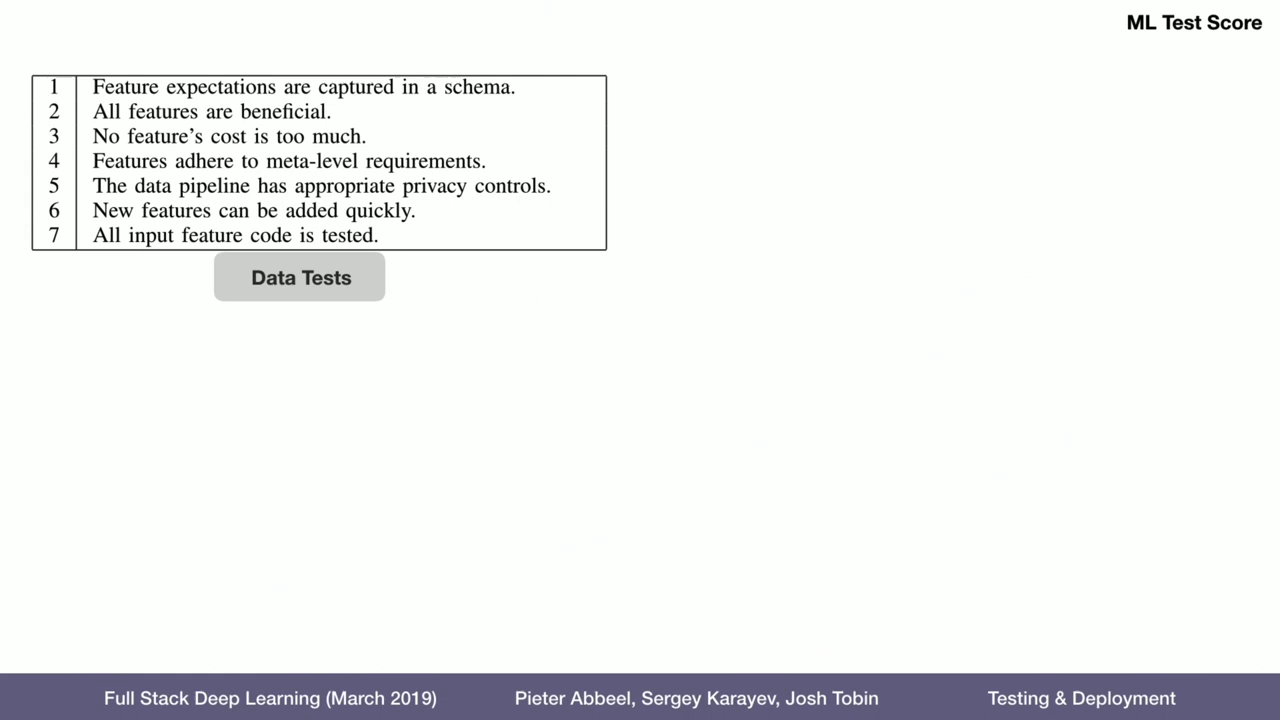 ML Test Score
1 Feature expectations are captured in a schema.
2 All features are beneficial.
3 No feature's cost is too much.
4 Features adhere to meta-level requirements.
5 The data pipeline has appropriate privacy controls.
6 New features can be added quickly.
7 All input feature code is tested.
Data Tests
Full Stack Deep Learning (March 2019) Pieter Abbeel, Sergey Karayev, Josh Tobin Testing & Deployment